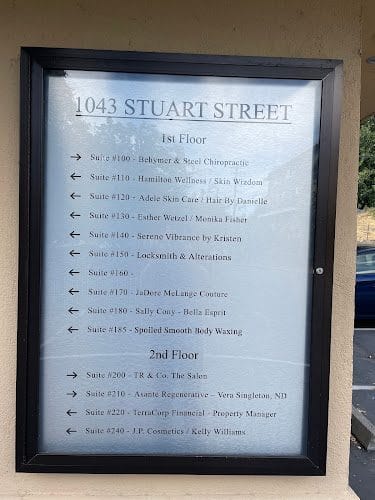 1043 STUART STREET
1st Floor
→ Suite #100 - Behymer & Steel Chiropractic
← Suite #110 - Hamilton Wellness / Skin Wizdom
← Suite #120 - Adele Skin Care / Hair By Danielle
← Suite #130 - Esther Wetzel / Monika Fisher
← Suite #140 - Serene Vibrance by Kristen
← Suite #150 - Locksmith & Alterations
← Suite #160 -
← Suite #170 - JaDore MeLange Couture
← Suite #180 - Sally Cony - Bella Esprit
← Suite #185 - Spoiled Smooth Body Waxing
2nd Floor
→ Suite #200 - TR & Co. The Salon
→ Suite #210 - Asante Regenerative – Vera Singleton, ND
← Suite #220 - TerraCorp Financial - Property Manager
← Suite #240 - J.P. Cosmetics / Kelly Williams